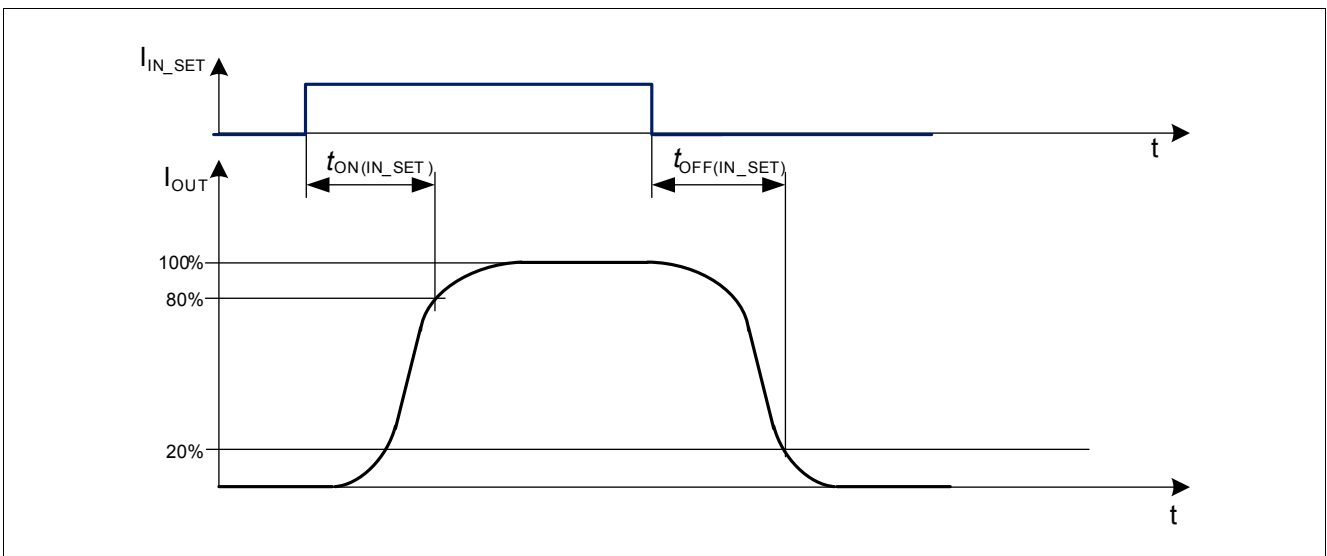 I_IN_SET
t
t_ON(IN_SET)
t_OFF(IN_SET)
I_OUT
100%
80%
20%
t